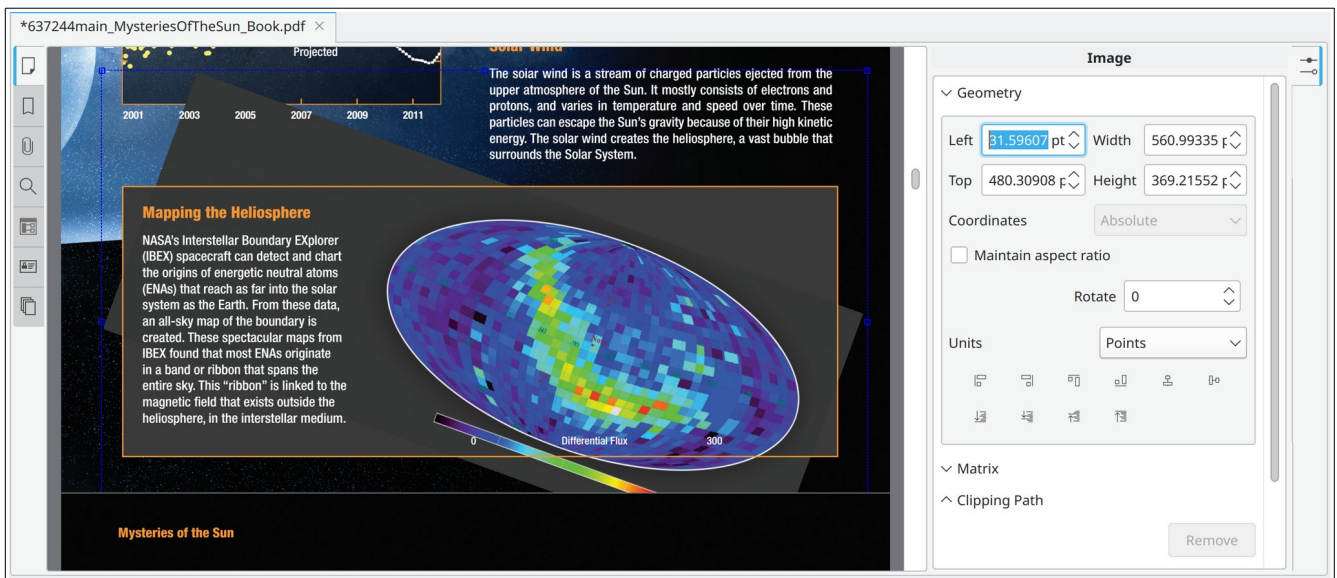 *637244main_MysteriesOfTheSun_Book.pdf
Projected
2001 2003 2005 2007 2009 2011
Solar Wind
The solar wind is a stream of charged particles ejected from the
upper atmosphere of the Sun. It mostly consists of electrons and
protons, and varies in temperature and speed over time. These
particles can escape the Sun's gravity because of their high kinetic
energy. The solar wind creates the heliosphere, a vast bubble that
surrounds the Solar System.
Mapping the Heliosphere
NASA's Interstellar Boundary EXplorer
(IBEX) spacecraft can detect and chart
the origins of energetic neutral atoms
(ENAs) that reach as far into the solar
system as the Earth. From these data,
an all-sky map of the boundary is
created. These spectacular maps from
IBEX found that most ENAs originate
in a band or ribbon that spans the
entire sky. This “ribbon” is linked to the
magnetic field that exists outside the
heliosphere, in the interstellar medium.
0 Differential Flux 300
Mysteries of the Sun
Image
Geometry
Left 31.59607 pt Width 560.99335 p
Top 480.30908 p Height 369.21552 p
Coordinates Absolute
Maintain aspect ratio
Rotate 0
Units Points
Matrix
Clipping Path
Remove